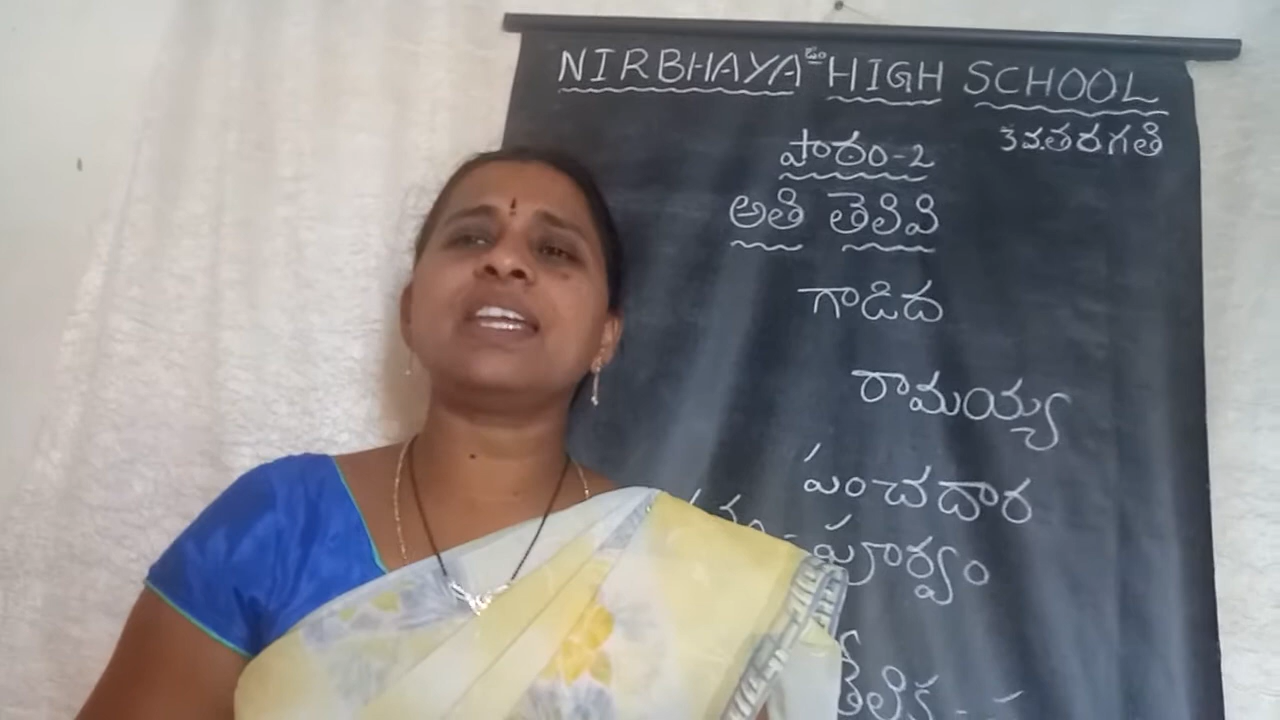 NIRBHAYA HIGH SCHOOL
3వ.తరగతి
పాఠం-2
అతి తెలివి
గాడిద
రామయ్య
పంచదార
పూర్వం
తేలిక -